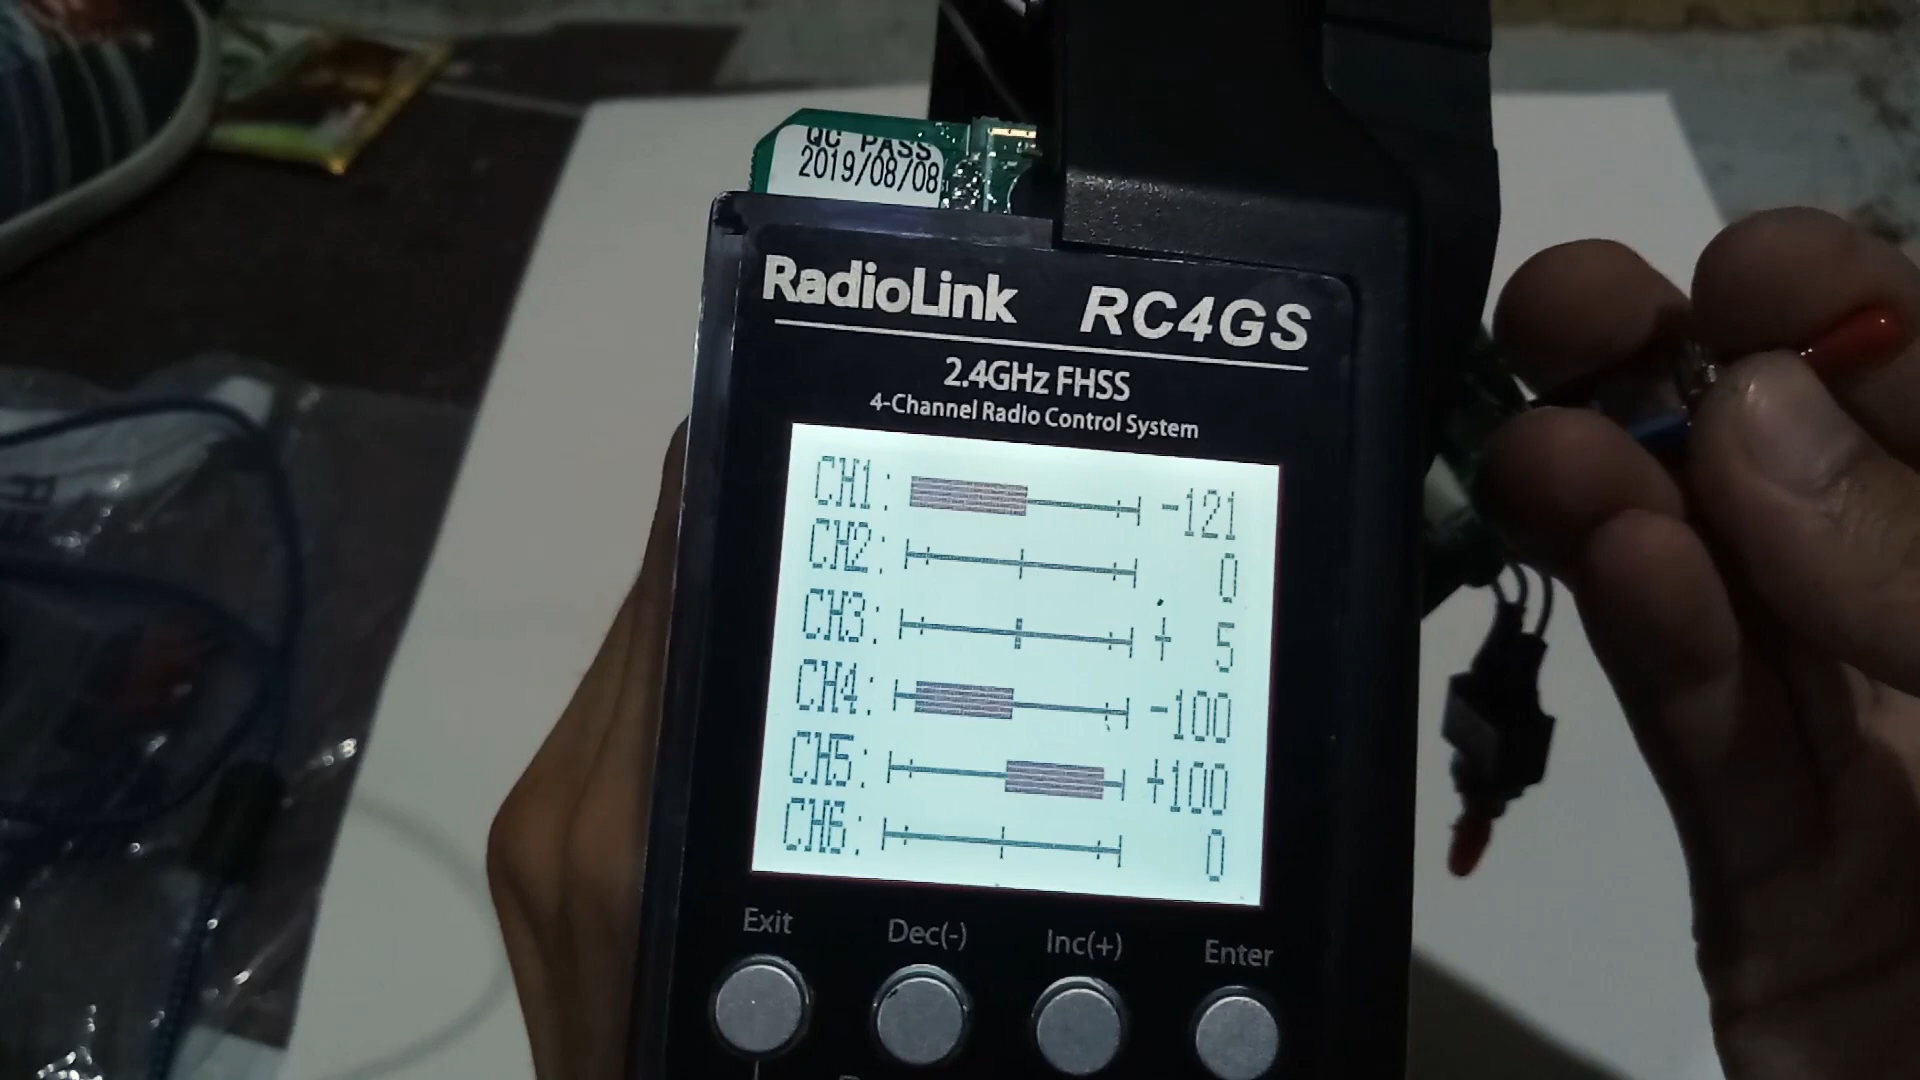 QC PASS
2019/08/08
RadioLink RC4GS
2.4GHz FHSS
4-Channel Radio Control System
CH1: -121
CH2: 0
CH3: + 5
CH4: -100
CH5: +100
CH6: 0
Exit Dec(-) Inc(+) Enter